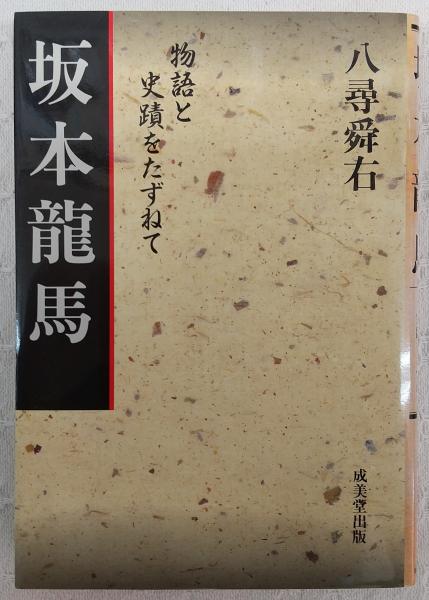 八尋舜右
物語と
史蹟をたずねて
坂本龍馬
成美堂出版